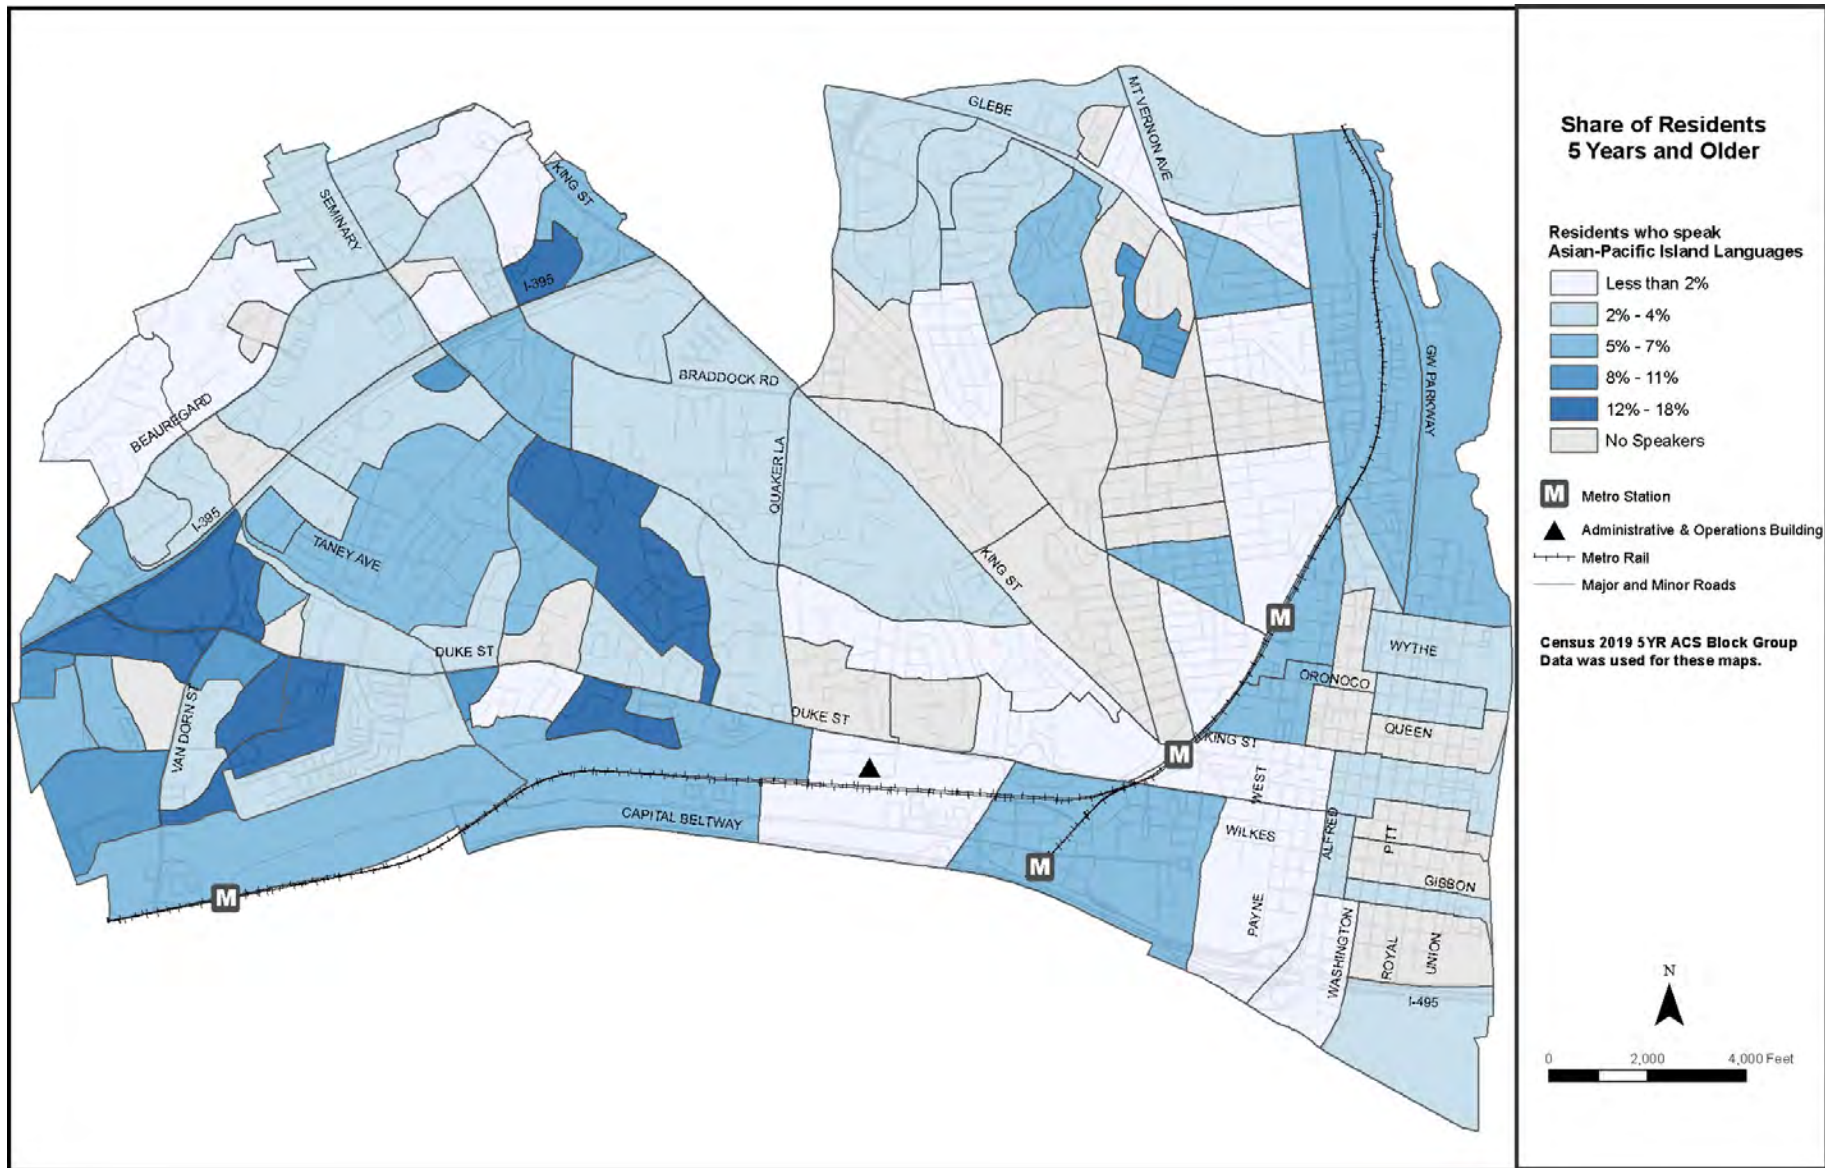 GLEBE
MT VERNON AVE
KING ST
SEMINARY
I-395
BRADDOCK RD
BEAUREGARD
QUAKER LA
GW PARKWAY
I-395
TANEY AVE
KING ST
DUKE ST
WYTHE
ORONOCO
VAN DORN ST
DUKE ST
QUEEN
KING ST
WEST
CAPITAL BELTWAY
WILKES
ALFRED
PITT
GIBBON
PAYNE
WASHINGTON
ROYAL
UNION
I-495
M
M
M
M
Share of Residents
5 Years and Older
Residents who speak
Asian-Pacific Island Languages
Less than 2%
2% - 4%
5% - 7%
8% - 11%
12% - 18%
No Speakers
M Metro Station
Administrative & Operations Building
Metro Rail
Major and Minor Roads
Census 2019 5YR ACS Block Group
Data was used for these maps.
N
0 2,000 4,000 Feet